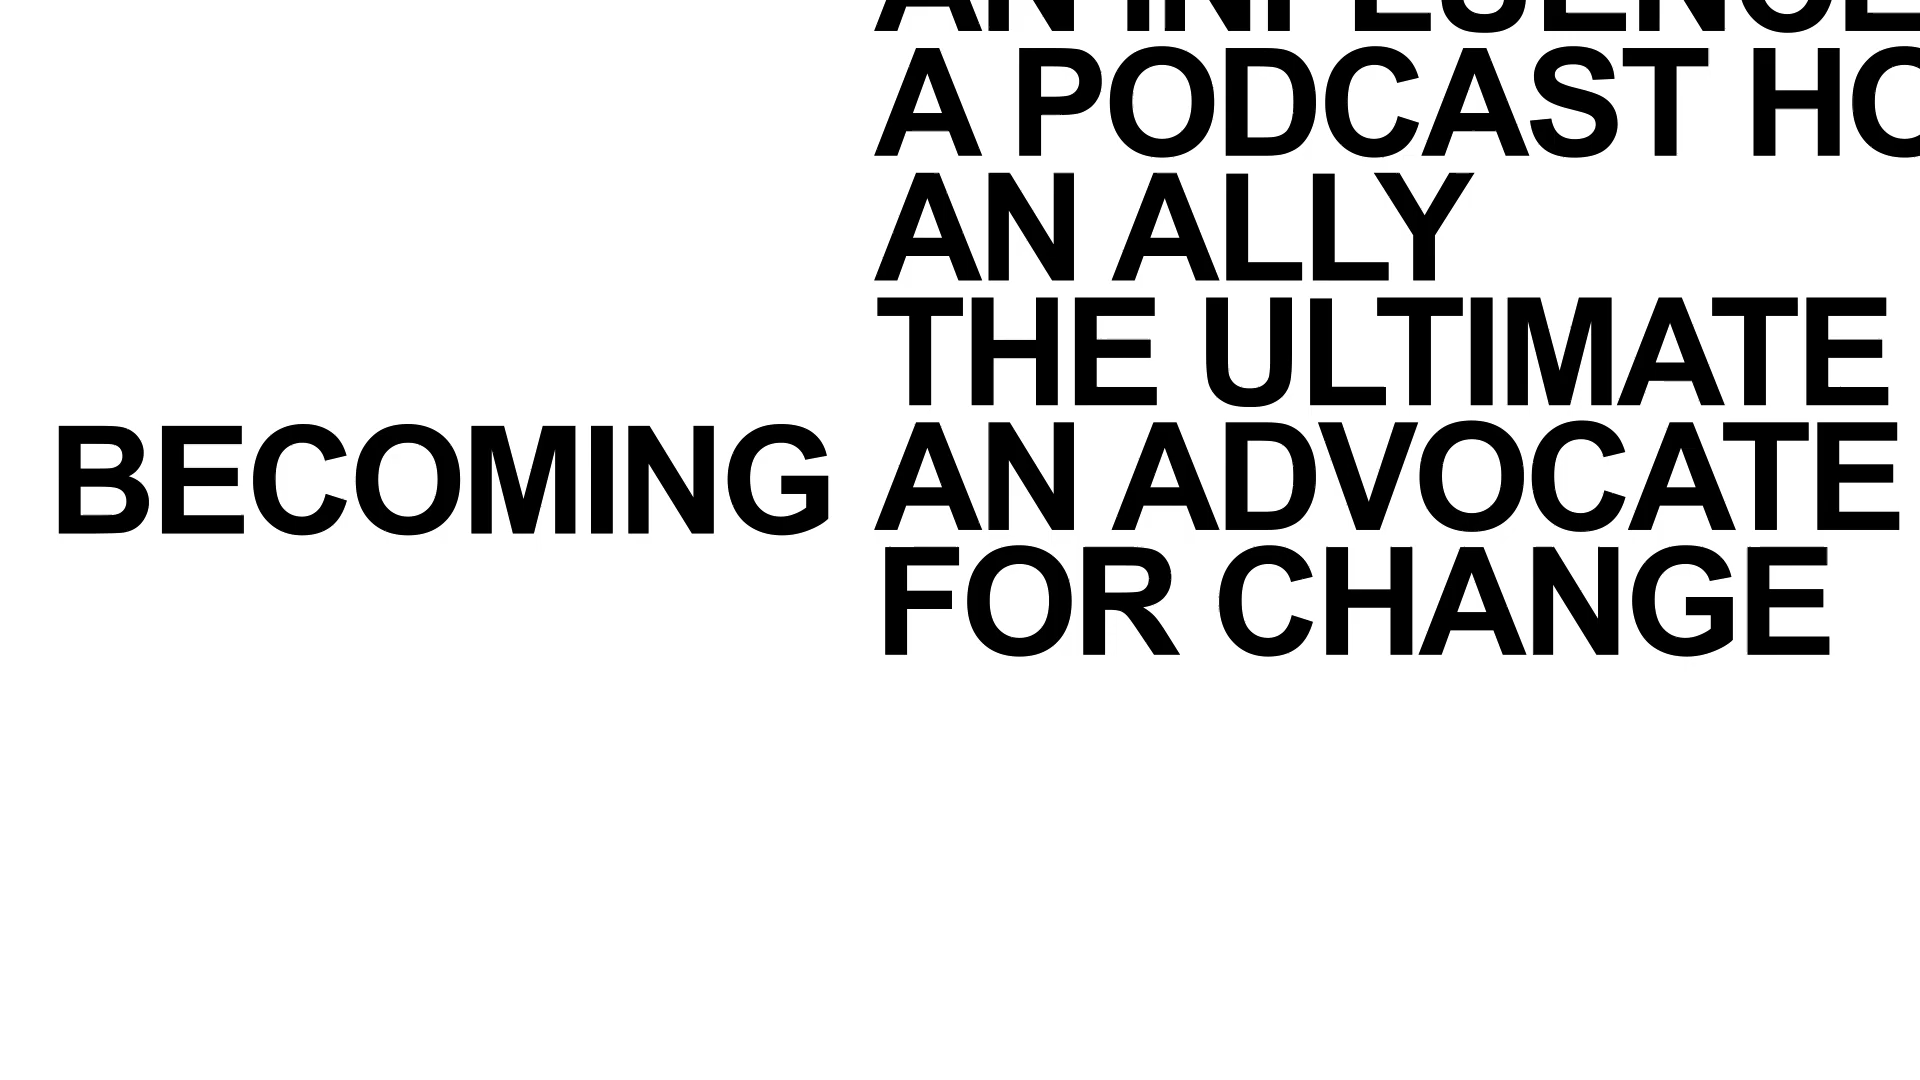 A PODCAST
AN ALLY
THE ULTIMATE
BECOMING AN ADVOCATE
FOR CHANGE